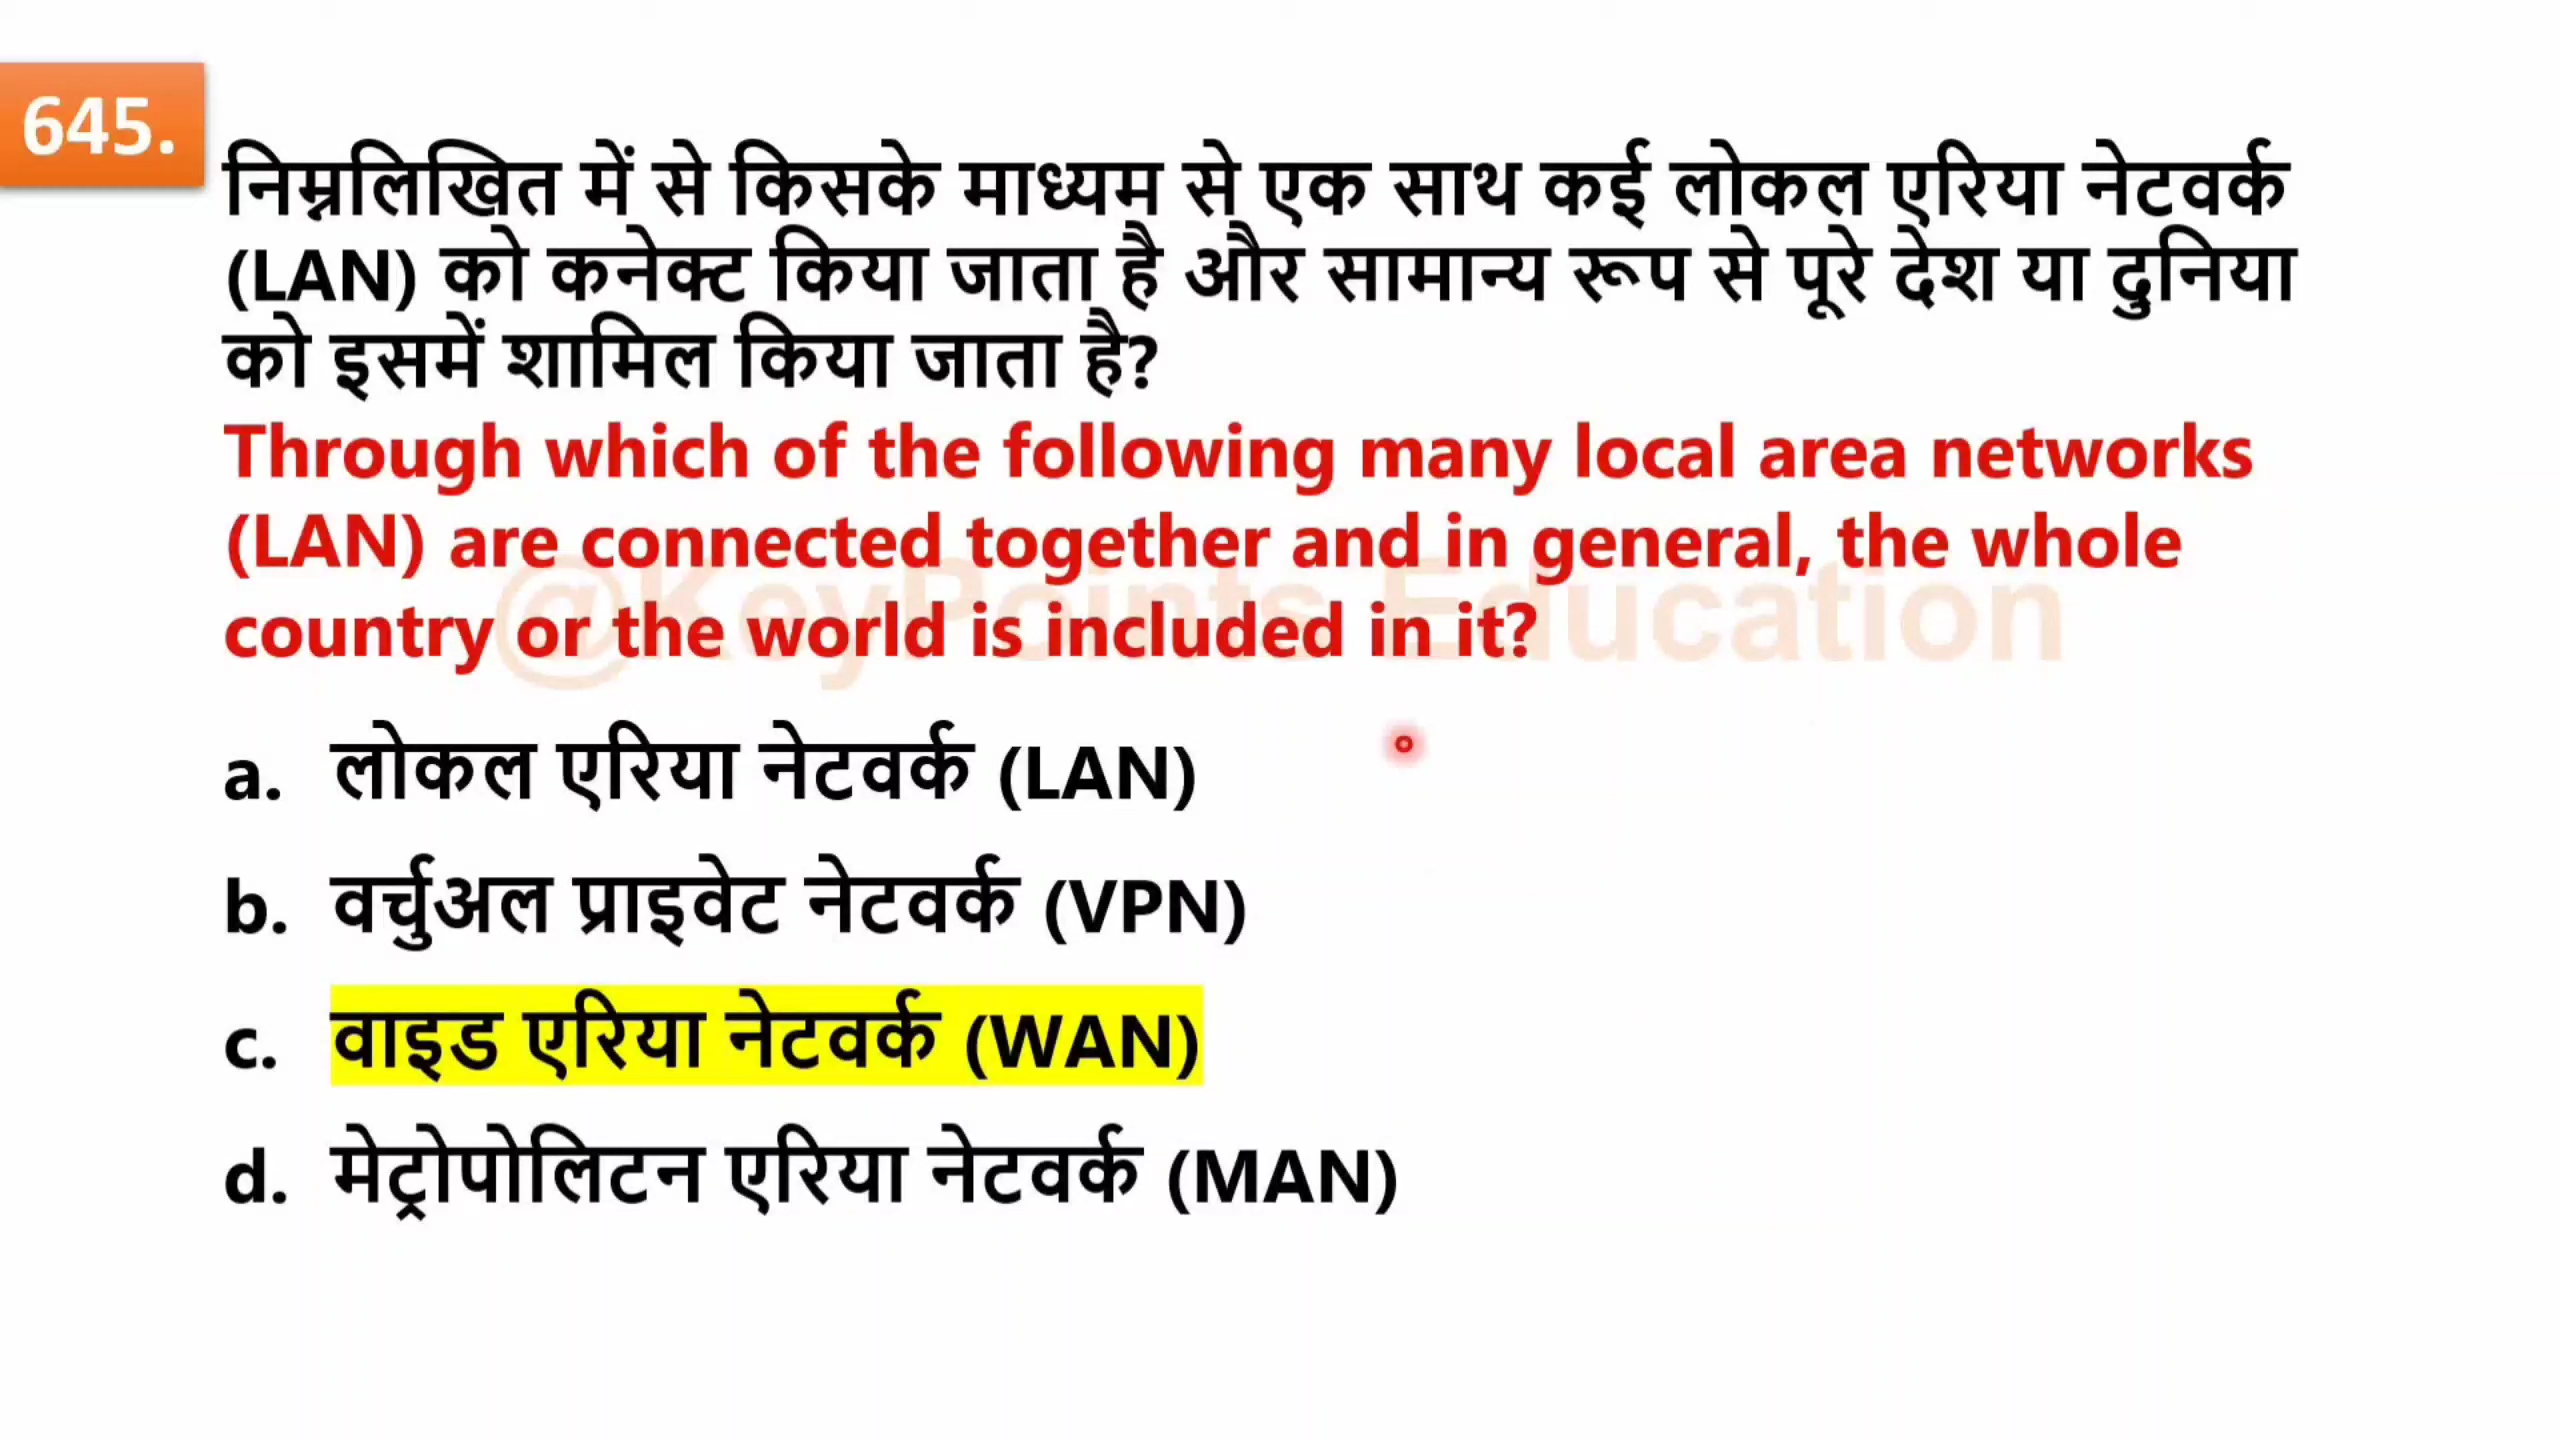 645.
निम्नलिखित में से किसके माध्यम से एक साथ कई लोकल एरिया नेटवर्क
(LAN) को कनेक्ट किया जाता है और सामान्य रूप से पूरे देश या दुनिया
को इसमें शामिल किया जाता है?
Through which of the following many local area networks
(LAN) are connected together and in general, the whole
country or the world is included in it?
@KeyPoints Education
a. लोकल एरिया नेटवर्क (LAN)
b. वर्चुअल प्राइवेट नेटवर्क (VPN)
c. वाइड एरिया नेटवर्क (WAN)
d. मेट्रोपोलिटन एरिया नेटवर्क (MAN)